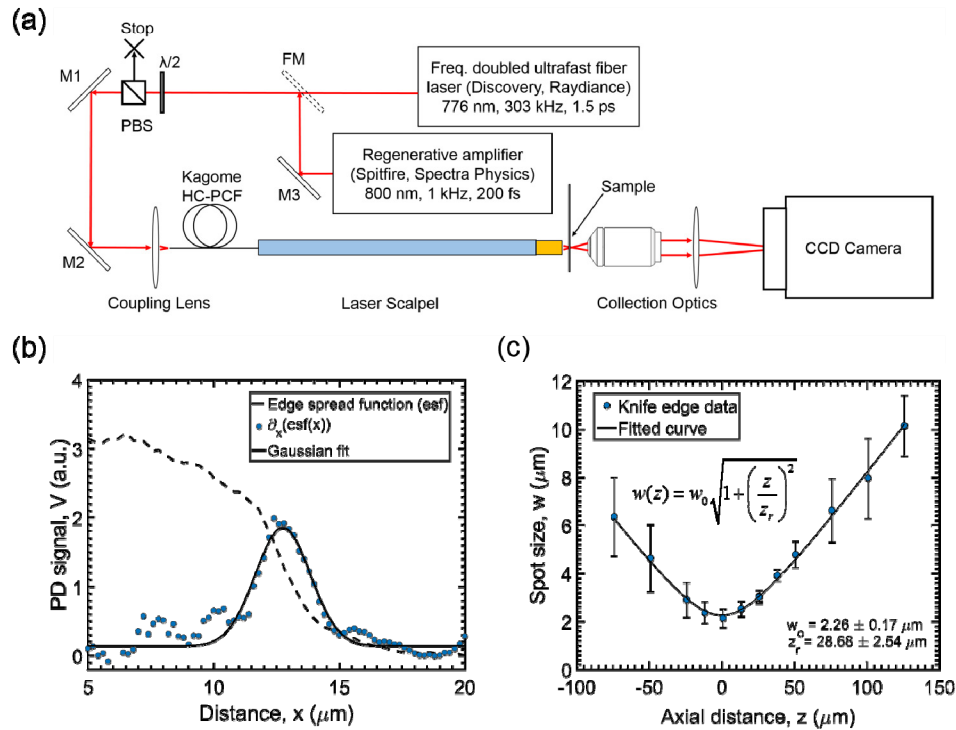 (a)
Stop
M1
λ/2
PBS
FM
Freq. doubled ultrafast fiber
laser (Discovery, Raydiance)
776 nm, 303 kHz, 1.5 ps
Regenerative amplifier
(Spitfire, Spectra Physics)
800 nm, 1 kHz, 200 fs
M3
Kagome
HC-PCF
Sample
M2
CCD Camera
Coupling Lens
Laser Scalpel
Collection Optics
(b)
4
3
2
1
0
PD signal, V (a.u.)
Edge spread function (esf)
∂x(esf(x))
Gaussian fit
5
10
15
20
Distance, x (μm)
(c)
12
10
8
6
4
2
0
Spot size, w (μm)
Knife edge data
Fitted curve
w(z) = w0√1+(z/zr)²
wo = 2.26 ± 0.17 μm
zr = 28.68 ± 2.54 μm
-100
-50
0
50
100
150
Axial distance, z (μm)